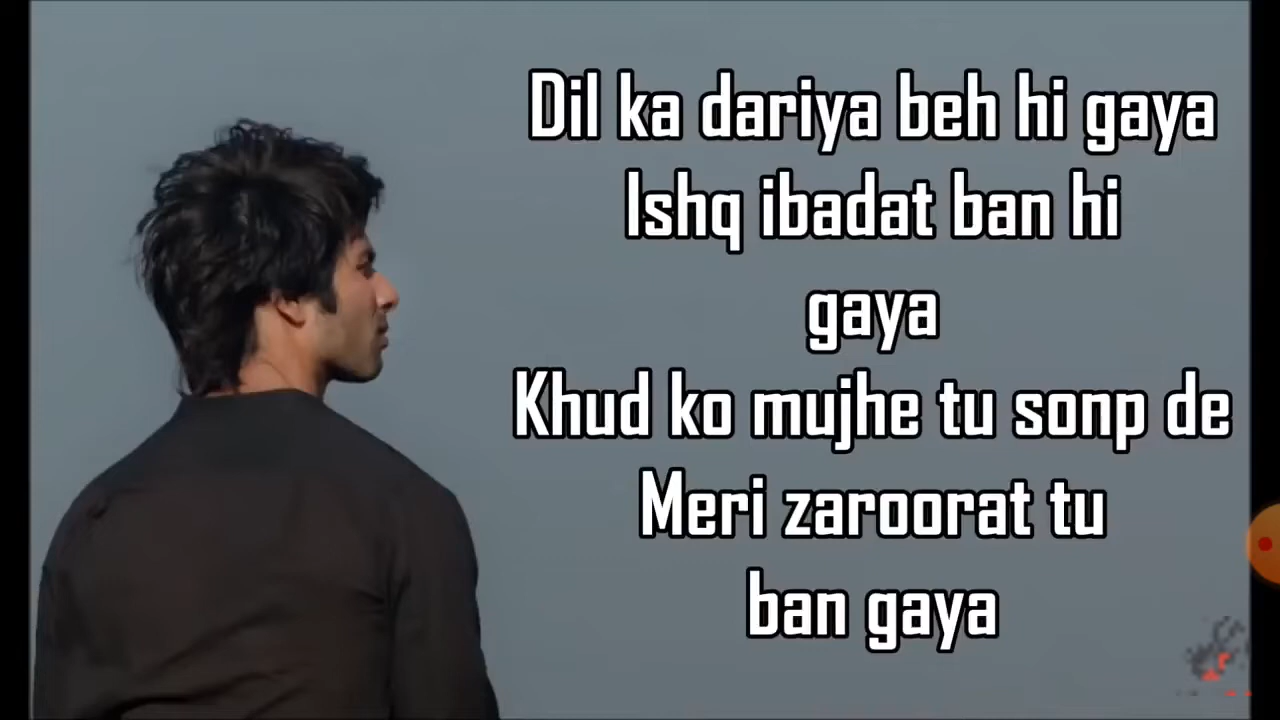 Dil ka dariya beh hi gaya
Ishq ibadat ban hi
gaya
Khud ko mujhe tu sonp de
Meri zaroorat tu
ban gaya